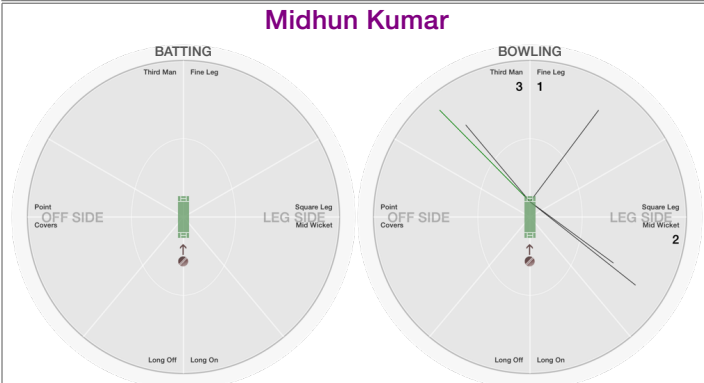 Midhun Kumar
BATTING
Third Man Fine Leg
Point
Covers
OFF SIDE
Square Leg
LEG SIDE
Mid Wicket
Long Off Long On
BOWLING
Third Man Fine Leg
3 1
Point
Covers
OFF SIDE
Square Leg
LEG SIDE
Mid Wicket
2
Long Off Long On